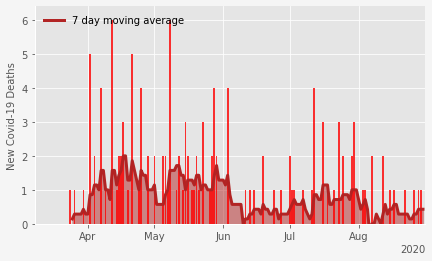 7 day moving average
New Covid-19 Deaths
6
5
4
3
2
1
0
Apr
May
Jun
Jul
Aug
2020